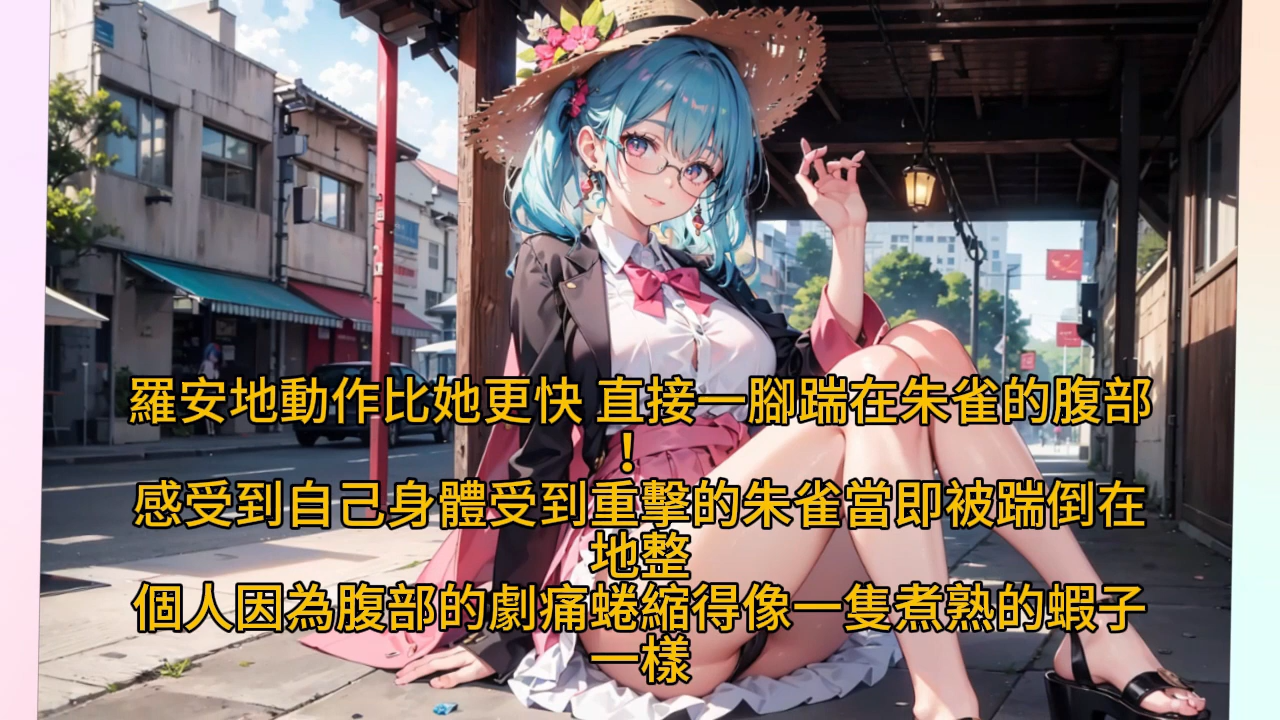 羅安地動作比她更快 直接一腳踹在朱雀的腹部
！
感受到自己身體受到重擊的朱雀當即被踹倒在
地整
個人因為腹部的劇痛蜷縮得像一隻煮熟的蝦子
一樣